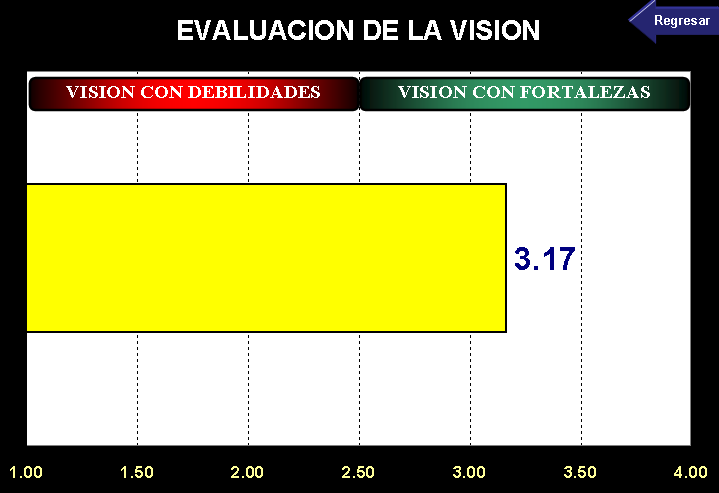 EVALUACION DE LA VISION
Regresar
VISION CON DEBILIDADES
VISION CON FORTALEZAS
3.17
1.00 1.50 2.00 2.50 3.00 3.50 4.00